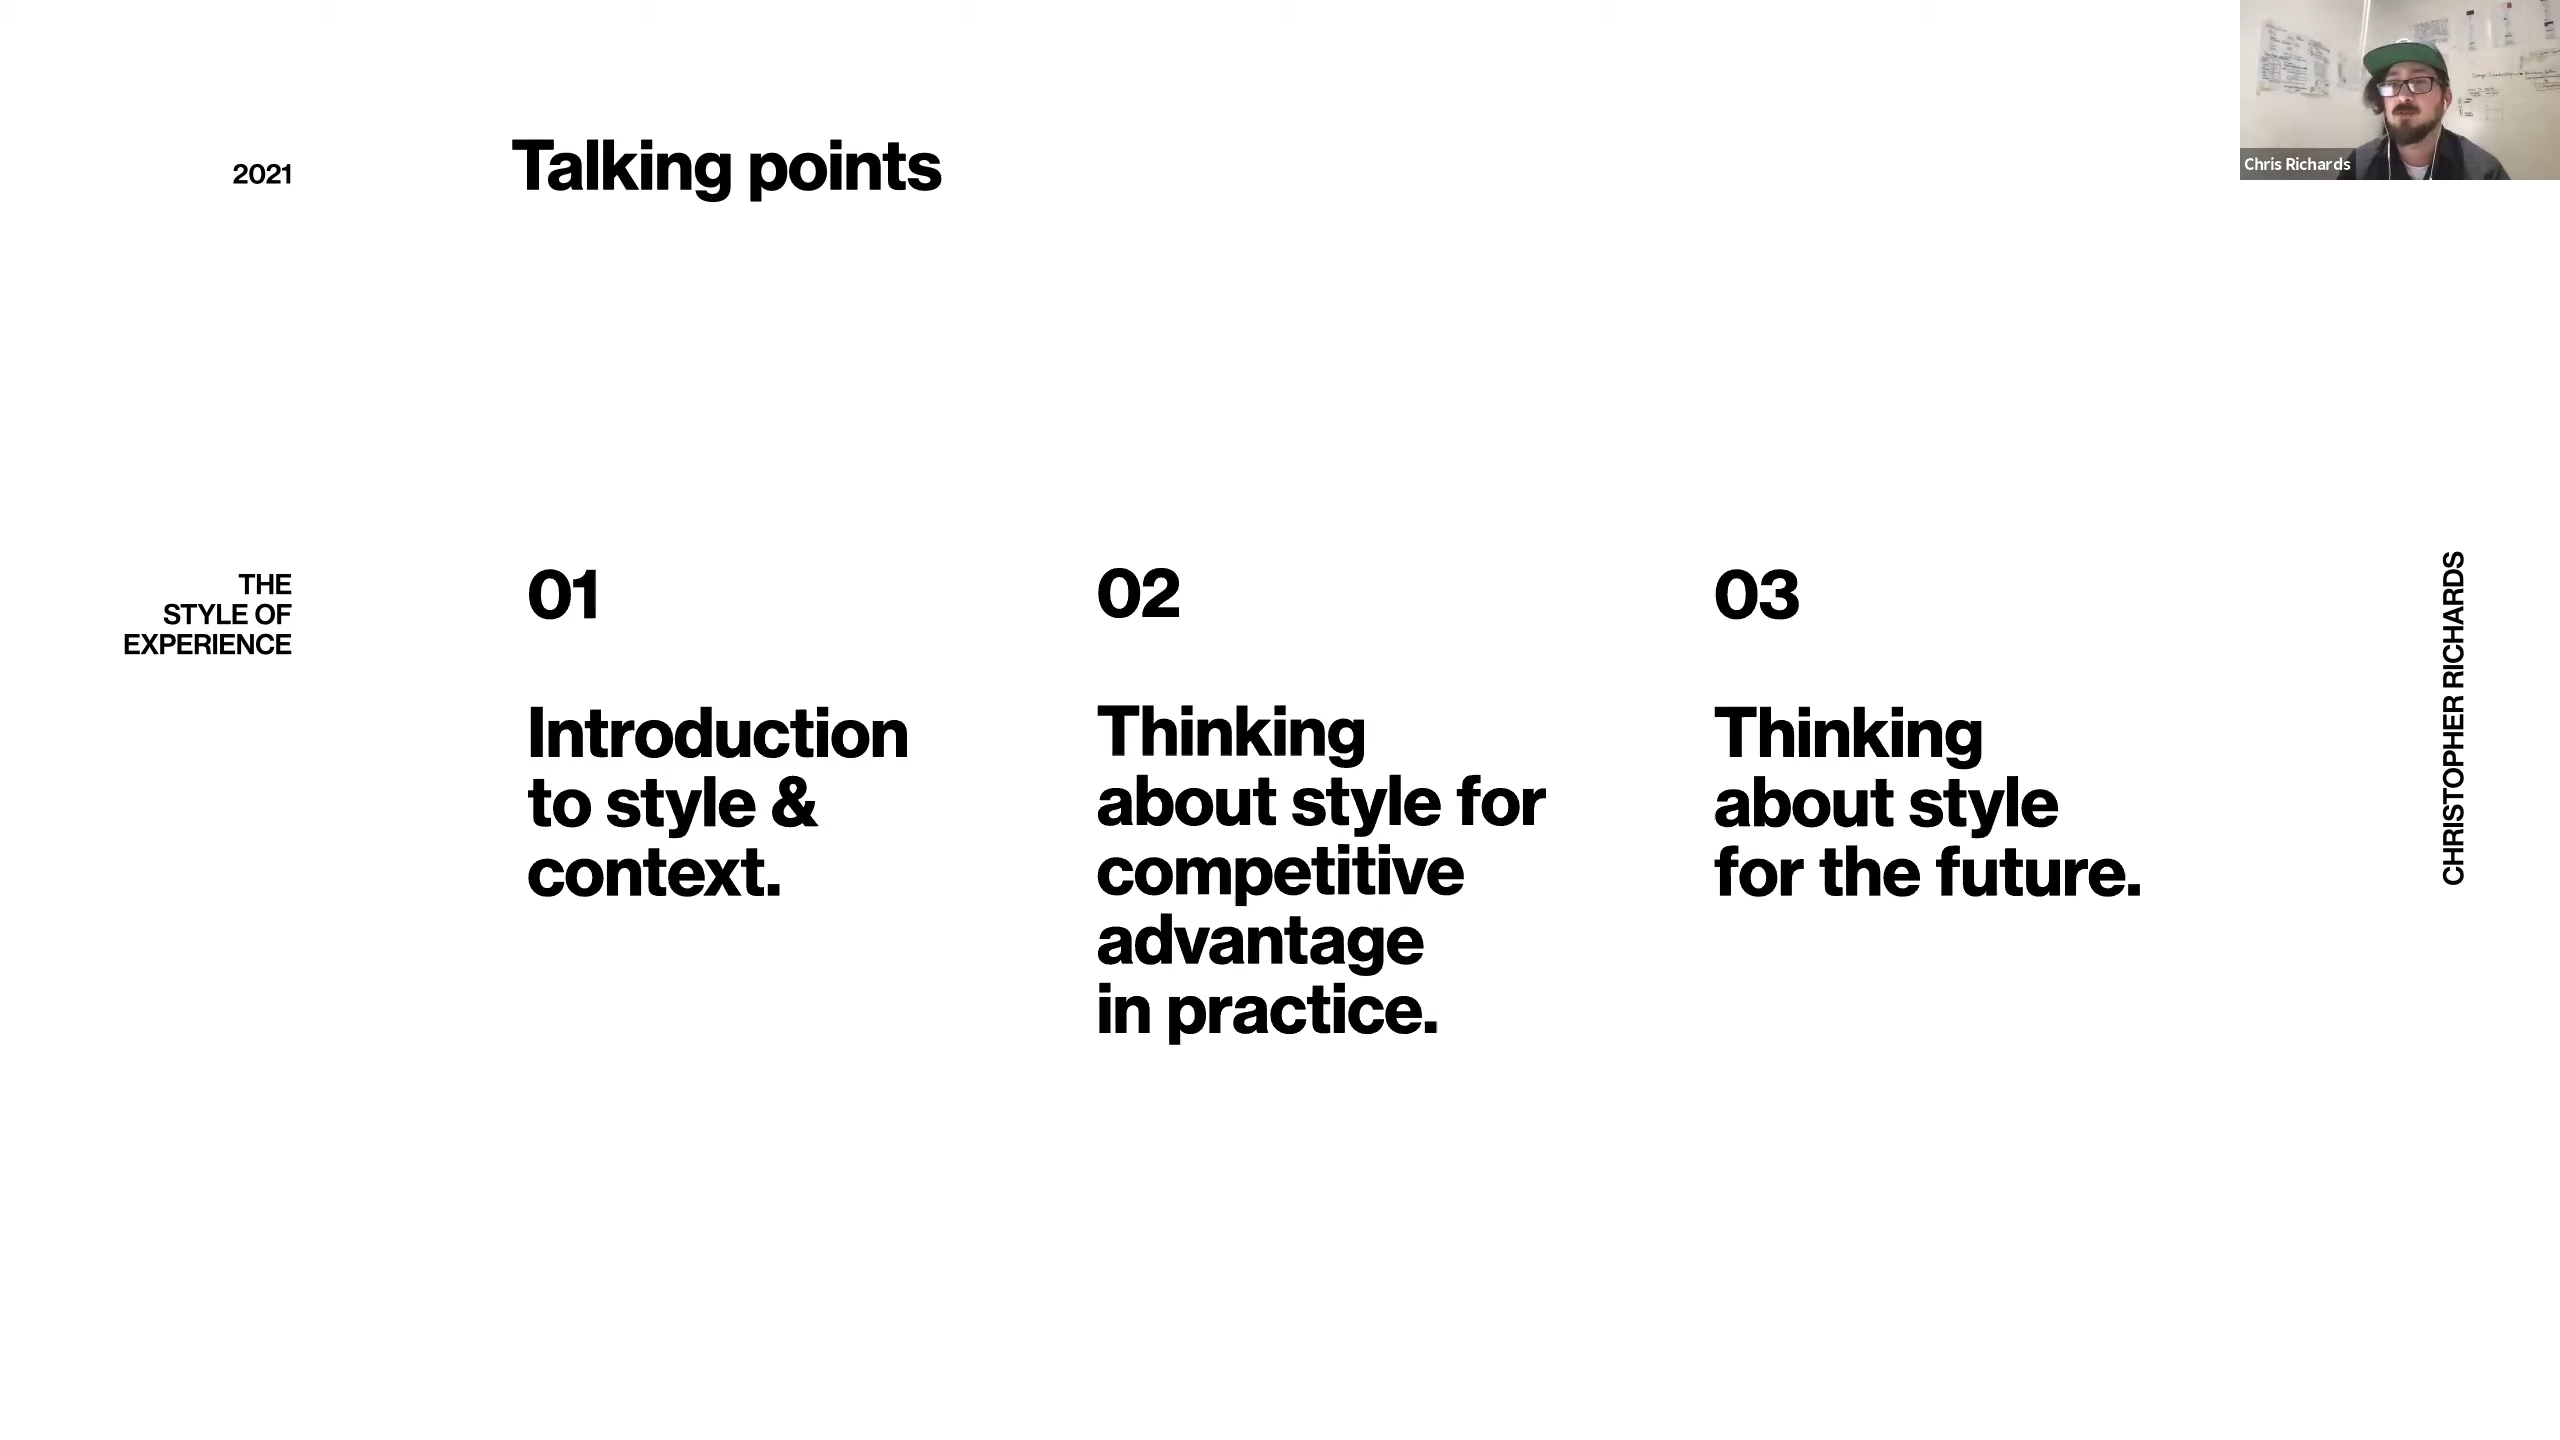 2021
Talking points
Chris Richards
THE
STYLE OF
EXPERIENCE
01
Introduction
to style &
context.
02
Thinking
about style for
competitive
advantage
in practice.
03
Thinking
about style
for the future.
CHRISTOPHER RICHARDS